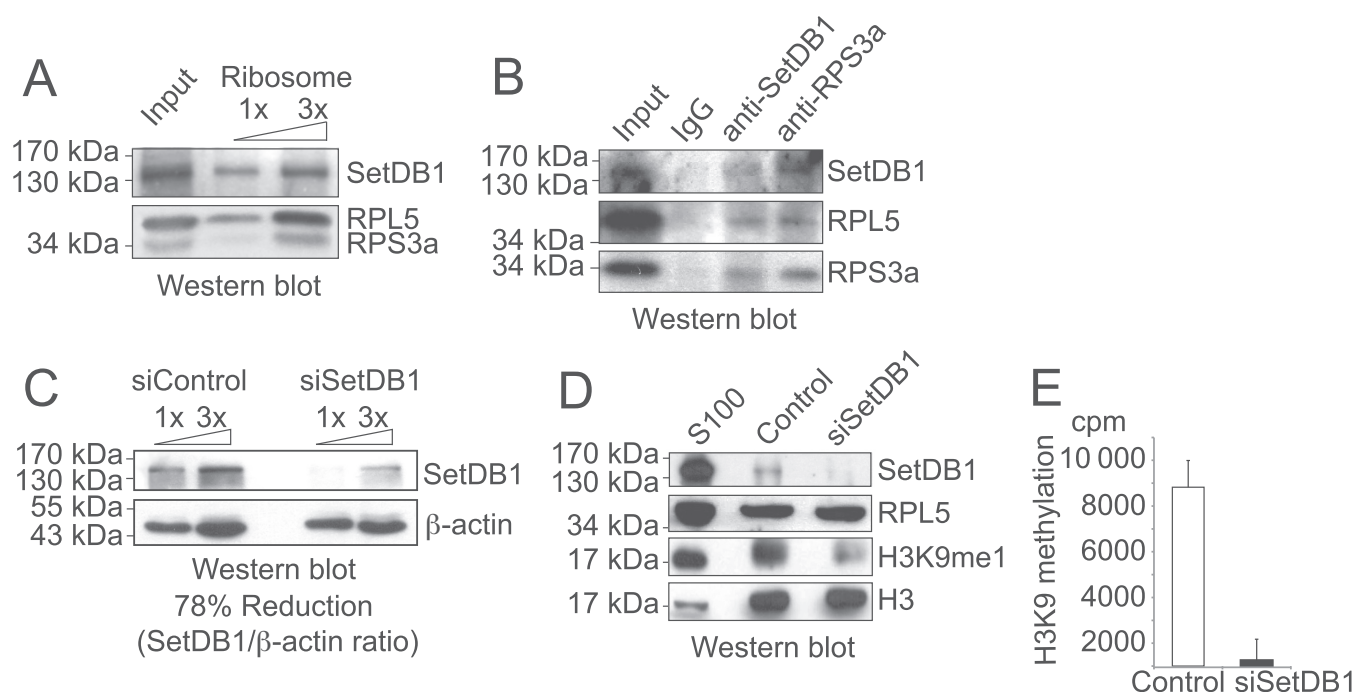 A
Input
Ribosome
1x 3x
170 kDa
130 kDa
SetDB1
RPL5
34 kDa
RPS3a
Western blot
B
Input
IgG
anti-SetDB1
anti-RPS3a
170 kDa
130 kDa
SetDB1
RPL5
34 kDa
34 kDa
RPS3a
Western blot
C
siControl siSetDB1
1x 3x 1x 3x
170 kDa
130 kDa
SetDB1
55 kDa
43 kDa
β-actin
Western blot
78% Reduction
(SetDB1/β-actin ratio)
D
S100
Control
siSetDB1
170 kDa
130 kDa
SetDB1
RPL5
34 kDa
17 kDa
H3K9me1
17 kDa
H3
Western blot
E
cpm
H3K9 methylation
10 000
8000
6000
4000
2000
Control siSetDB1